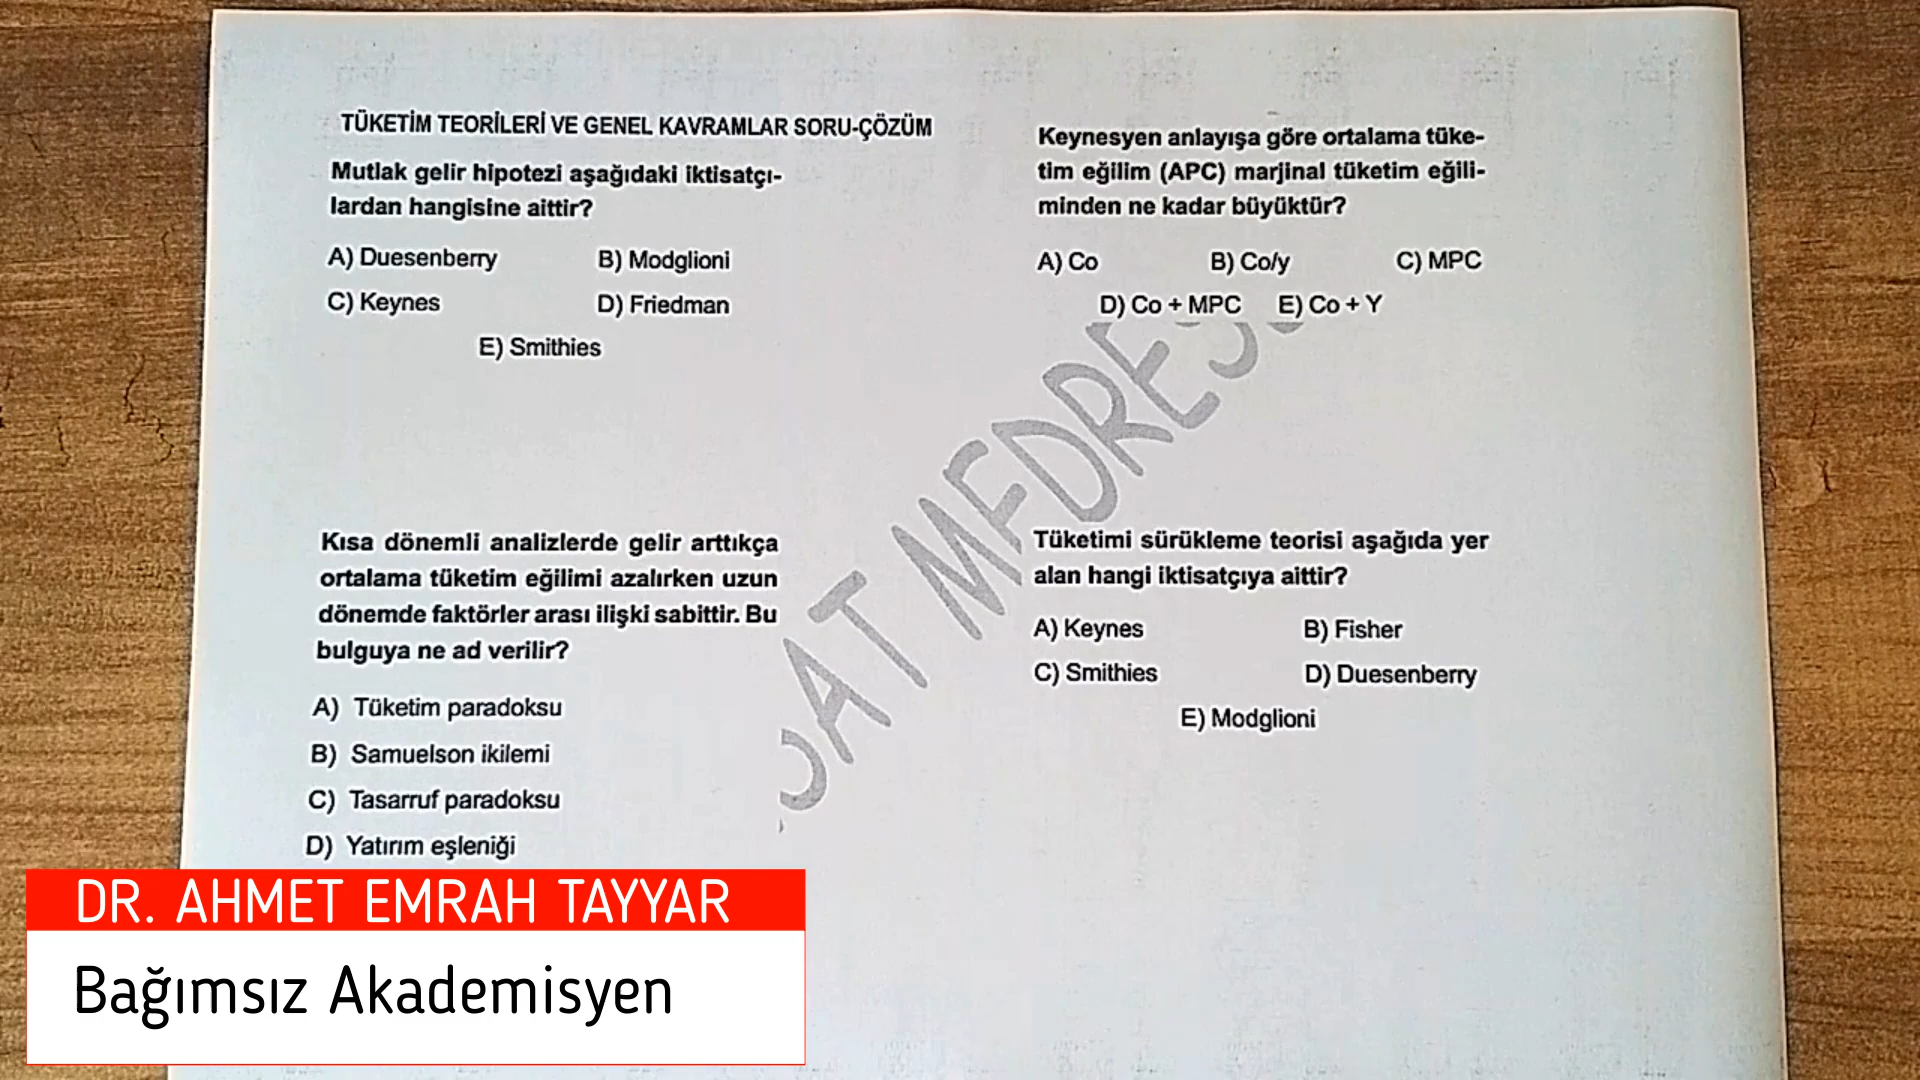 TÜKETİM TEORİLERİ VE GENEL KAVRAMLAR SORU-ÇÖZÜM
Mutlak gelir hipotezi aşağıdaki iktisatçı-
lardan hangisine aittir?
A) Duesenberry B) Modglioni
C) Keynes D) Friedman
E) Smithies
Kısa dönemli analizlerde gelir arttıkça
ortalama tüketim eğilimi azalırken uzun
dönemde faktörler arası ilişki sabittir. Bu
bulguya ne ad verilir?
A) Tüketim paradoksu
B) Samuelson ikilemi
C) Tasarruf paradoksu
D) Yatırım eşleniği
Keynesyen anlayışa göre ortalama tüke-
tim eğilim (APC) marjinal tüketim eğili-
minden ne kadar büyüktür?
A) Co B) Co/y C) MPC
D) Co + MPC E) Co + Y
Tüketimi sürükleme teorisi aşağıda yer
alan hangi iktisatçıya aittir?
A) Keynes B) Fisher
C) Smithies D) Duesenberry
E) Modglioni
DR. AHMET EMRAH TAYYAR
Bağımsız Akademisyen